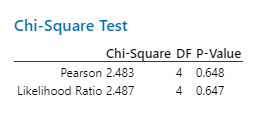 Chi-Square Test
Chi-Square DF P-Value
Pearson 2.483 4 0.648
Likelihood Ratio 2.487 4 0.647